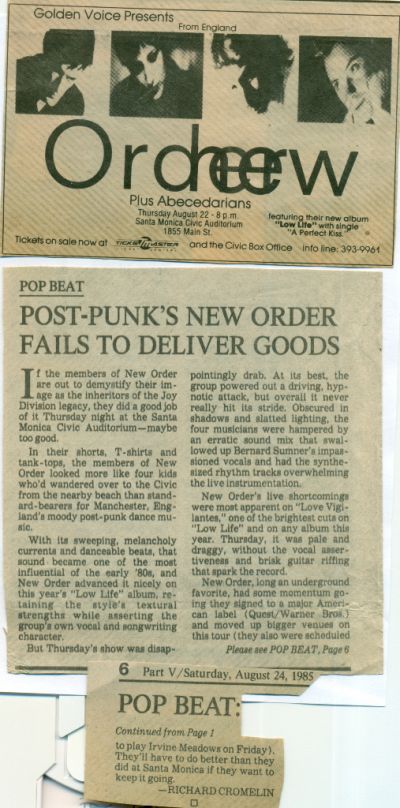 Golden Voice Presents
From England
Orderhenew
Plus Abecedarians
Thursday August 22 - 8 p.m.
Santa Monica Civic Auditorium
1855 Main St.
featuring their new album
"Low Life" with single
"A Perfect Kiss.
Tickets on sale now at TICKETMASTER and the Civic Box Office info line: 393-9961
POP BEAT
POST-PUNK'S NEW ORDER
FAILS TO DELIVER GOODS
If the members of New Order
are out to demystify their im-
age as the inheritors of the Joy
Division legacy, they did a good job
of it Thursday night at the Santa
Monica Civic Auditorium—maybe
too good.
In their shorts, T-shirts and
tank-tops, the members of New
Order looked more like four kids
who'd wandered over to the Civic
from the nearby beach than stand-
ard-bearers for Manchester, Eng-
land's moody post-punk dance mu-
sic.
With its sweeping, melancholy
currents and danceable beats, that
sound became one of the most
influential of the early '80s, and
New Order advanced it nicely on
this year's "Low Life" album, re-
taining the style's textural
strengths while asserting the
group's own vocal and songwriting
character.
But Thursday's show was disap-
pointingly drab. At its best, the
group powered out a driving, hyp-
notic attack, but overall it never
really hit its stride. Obscured in
shadows and slatted lighting, the
four musicians were hampered by
an erratic sound mix that swal-
lowed up Bernard Sumner's impas-
sioned vocals and had the synthe-
sized rhythm tracks overwhelming
the live instrumentation.
New Order's live shortcomings
were most apparent on "Love Vigi-
lantes," one of the brightest cuts on
"Low Life" and on any album this
year. Thursday, it was pale and
draggy, without the vocal asser-
tiveness and brisk guitar riffing
that spark the record.
New Order, long an underground
favorite, had some momentum go-
ing they signed to a major Ameri-
can label (Quest/Warner Bros.)
and moved up bigger venues on
this tour (they also were scheduled
Please see POP BEAT, Page 6
6 Part V/Saturday, August 24, 1985
POP BEAT:
Continued from Page 1
to play Irvine Meadows on Friday).
They'll have to do better than they
did at Santa Monica if they want to
keep it going.
—RICHARD CROMELIN